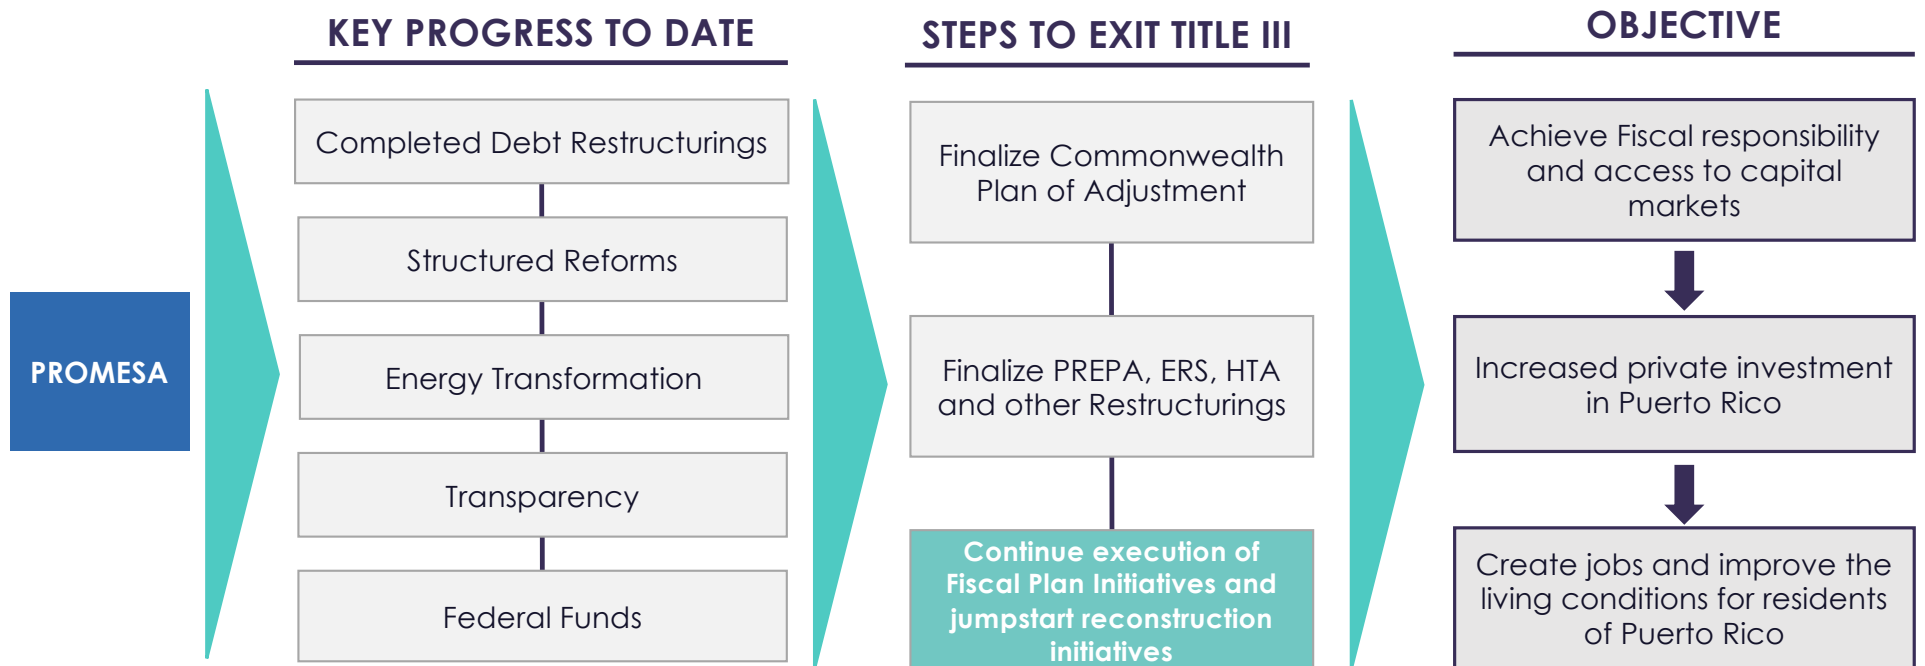 PROMESA
KEY PROGRESS TO DATE
Completed Debt Restructurings
Structured Reforms
Energy Transformation
Transparency
Federal Funds
STEPS TO EXIT TITLE III
Finalize Commonwealth
Plan of Adjustment
Finalize PREPA, ERS, HTA
and other Restructurings
Continue execution of
Fiscal Plan Initiatives and
jumpstart reconstruction
initiatives
OBJECTIVE
Achieve Fiscal responsibility
and access to capital
markets
Increased private investment
in Puerto Rico
Create jobs and improve the
living conditions for residents
of Puerto Rico